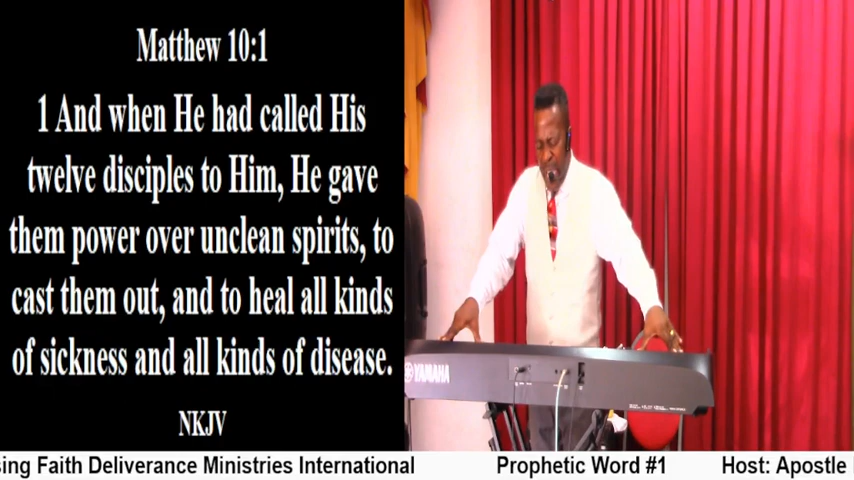 Matthew 10:1
1 And when He had called His
twelve disciples to Him, He gave
them power over unclean spirits, to
cast them out, and to heal all kinds
of sickness and all kinds of disease.
NKJV
YAMAHA
sing Faith Deliverance Ministries International Prophetic Word #1 Host: Apostle